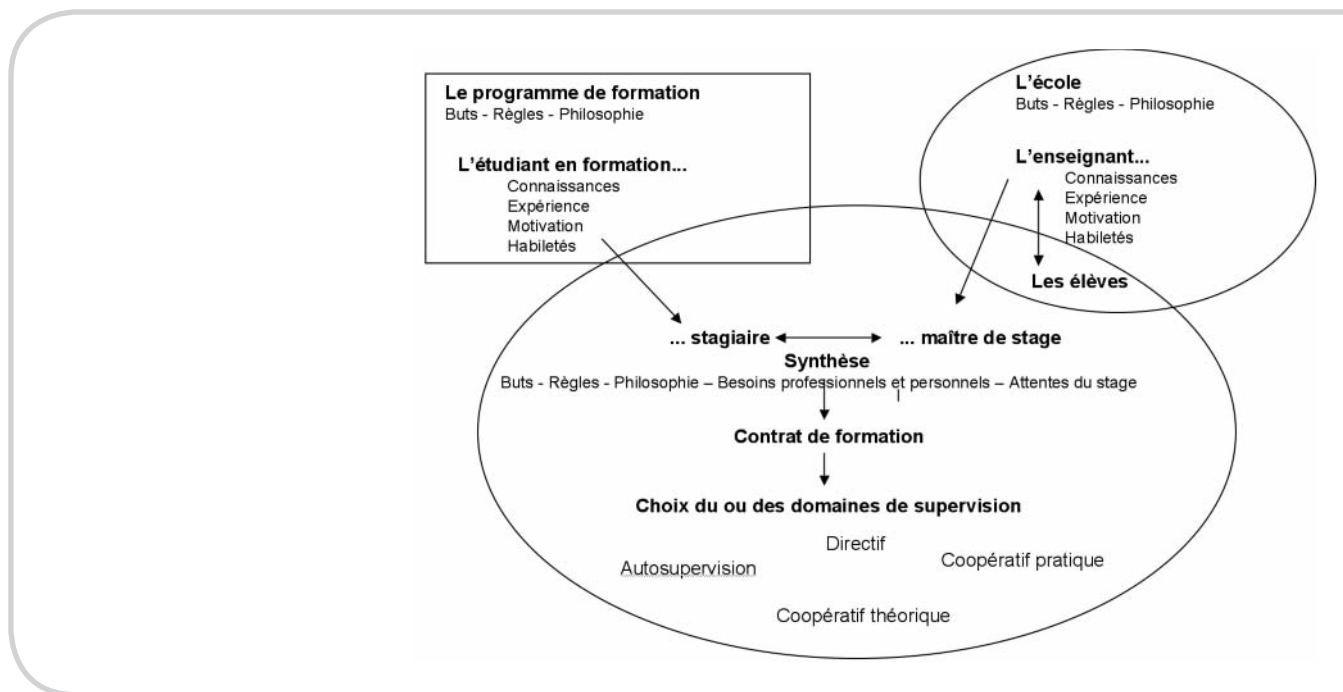 Le programme de formation
Buts - Règles - Philosophie
L'étudiant en formation...
Connaissances
Expérience
Motivation
Habiletés
L'école
Buts - Règles - Philosophie
L'enseignant...
Connaissances
Expérience
Motivation
Habiletés
Les élèves
... stagiaire
... maître de stage
Synthèse
Buts - Règles - Philosophie – Besoins professionnels et personnels – Attentes du stage
Contrat de formation
Choix du ou des domaines de supervision
Directif
Autosupervision
Coopératif pratique
Coopératif théorique